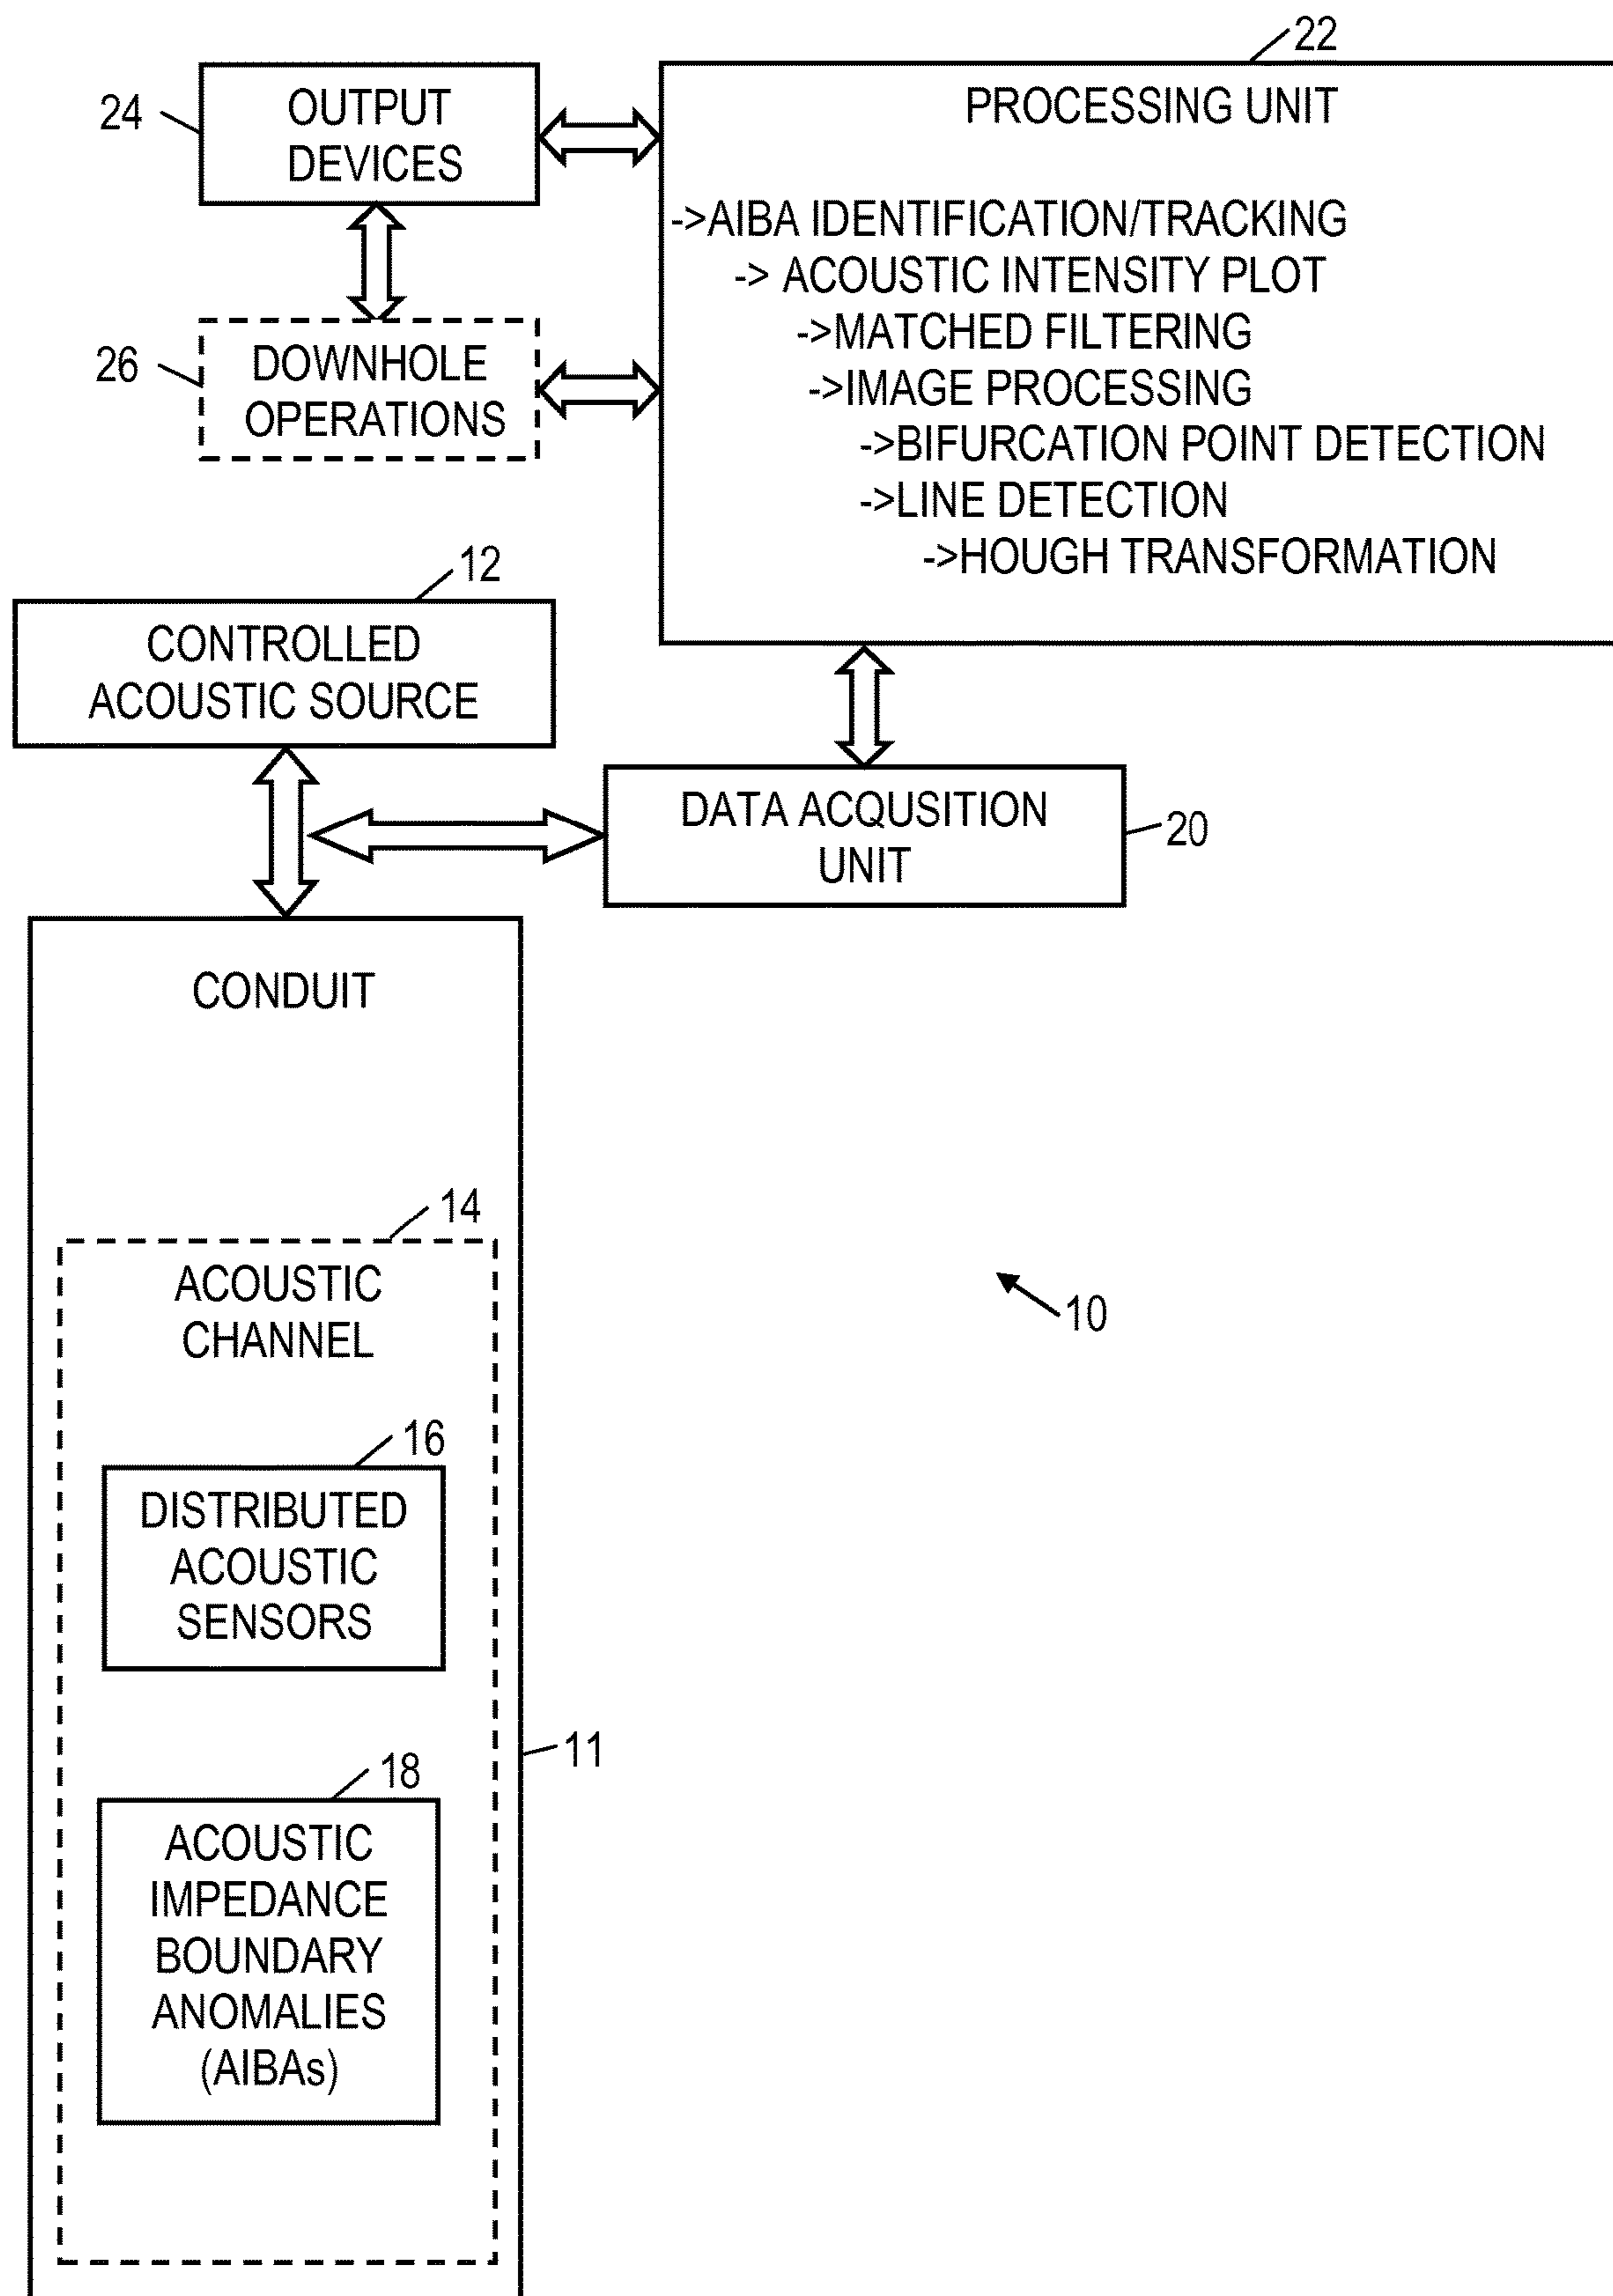 22
24
OUTPUT
DEVICES
PROCESSING UNIT
->AIBA IDENTIFICATION/TRACKING
-> ACOUSTIC INTENSITY PLOT
->MATCHED FILTERING
->IMAGE PROCESSING
->BIFURCATION POINT DETECTION
->LINE DETECTION
->HOUGH TRANSFORMATION
26
DOWNHOLE
OPERATIONS
12
CONTROLLED
ACOUSTIC SOURCE
DATA ACQUSITION
UNIT
20
CONDUIT
14
ACOUSTIC
CHANNEL
10
16
DISTRIBUTED
ACOUSTIC
SENSORS
11
18
ACOUSTIC
IMPEDANCE
BOUNDARY
ANOMALIES
(AIBAs)